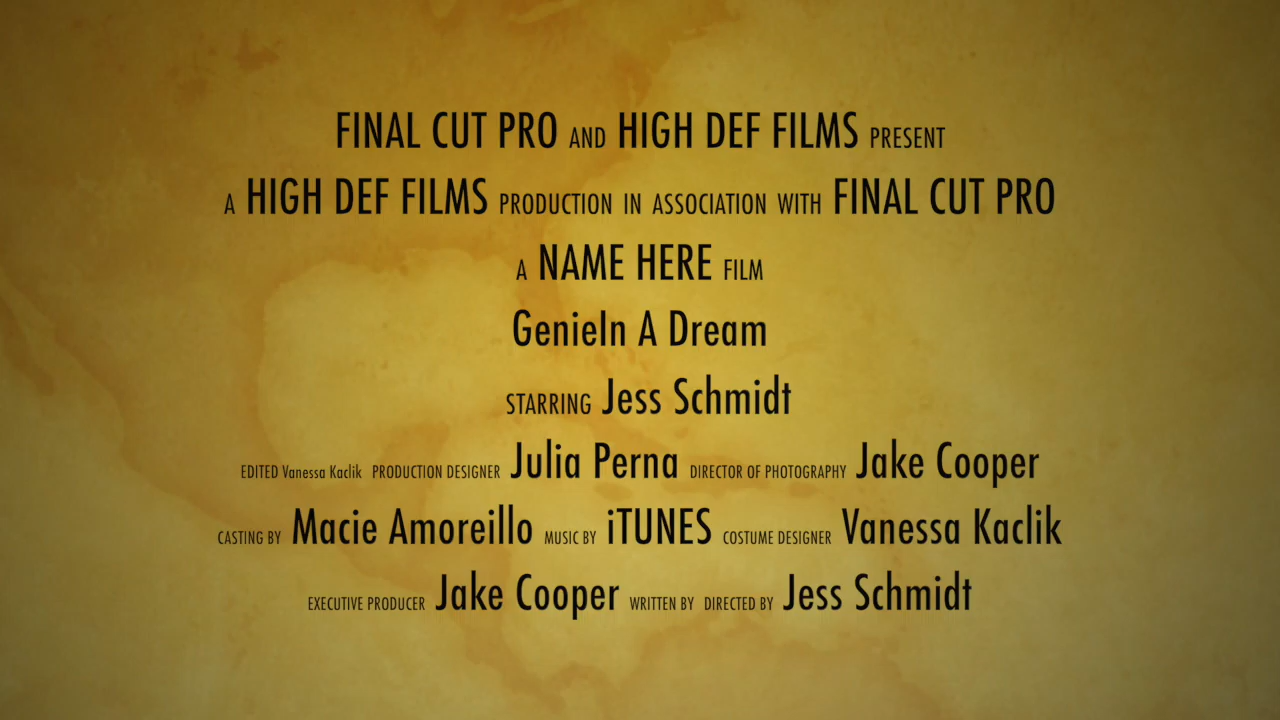 FINAL CUT PRO AND HIGH DEF FILMS PRESENT
A HIGH DEF FILMS PRODUCTION IN ASSOCIATION WITH FINAL CUT PRO
A NAME HERE FILM
GenieIn A Dream
STARRING Jess Schmidt
EDITED Vanessa Kaclik PRODUCTION DESIGNER Julia Perna DIRECTOR OF PHOTOGRAPHY Jake Cooper
CASTING BY Macie Amoreillo MUSIC BY iTUNES COSTUME DESIGNER Vanessa Kaclik
EXECUTIVE PRODUCER Jake Cooper WRITTEN BY DIRECTED BY Jess Schmidt